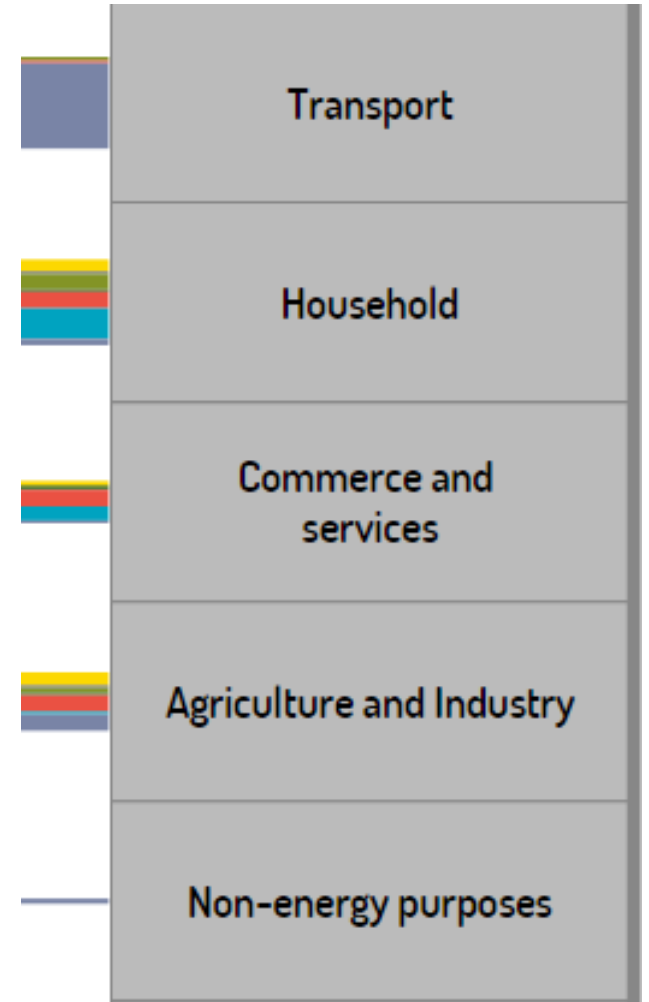 Transport
Household
Commerce and
services
Agriculture and Industry
Non-energy purposes